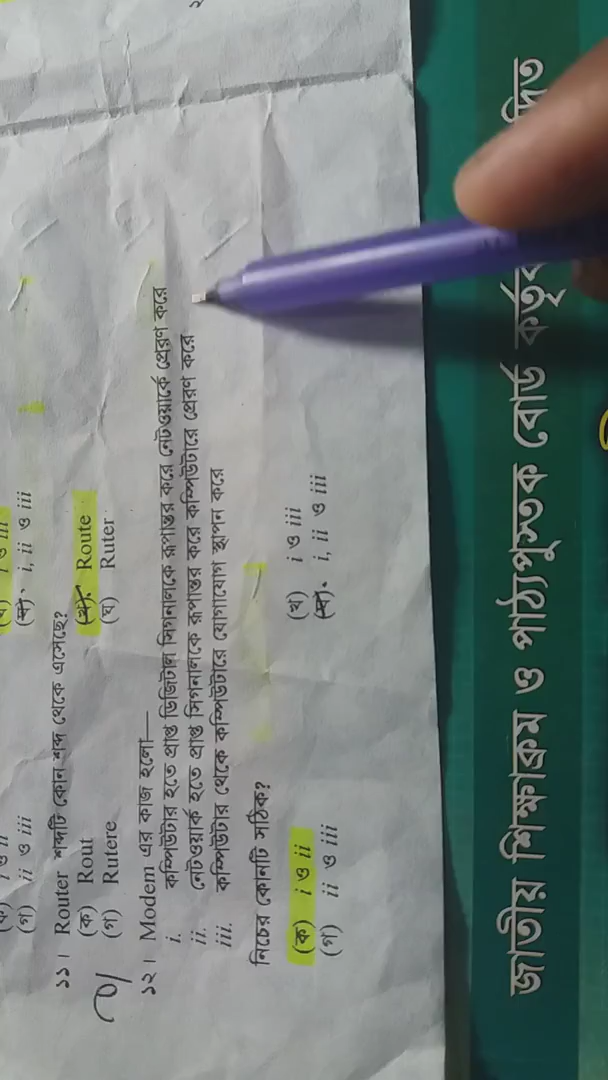 (গ) ii ও iii
i, ii ও iii
১১। Router শব্দটি কোন শব্দ থেকে এসেছে?
(ক) Rout
(খ) Route
(গ) Rutere
(ঘ) Ruter
১২। Modem এর কাজ হলো—
i. কম্পিউটার হতে প্রাপ্ত ডিজিটাল সিগনালকে রূপান্তর করে নেটওয়ার্কে প্রেরণ করে
ii. নেটওয়ার্ক হতে প্রাপ্ত সিগনালকে রূপান্তর করে কম্পিউটারে প্রেরণ করে
iii. কম্পিউটার থেকে কম্পিউটারে যোগাযোগ স্থাপন করে
নিচের কোনটি সঠিক?
(ক) i ও ii
(খ) i ও iii
(গ) ii ও iii
(ঘ) i, ii ও iii
জাতীয় শিক্ষাক্রম ও পাঠ্যপুস্তক বোর্ড